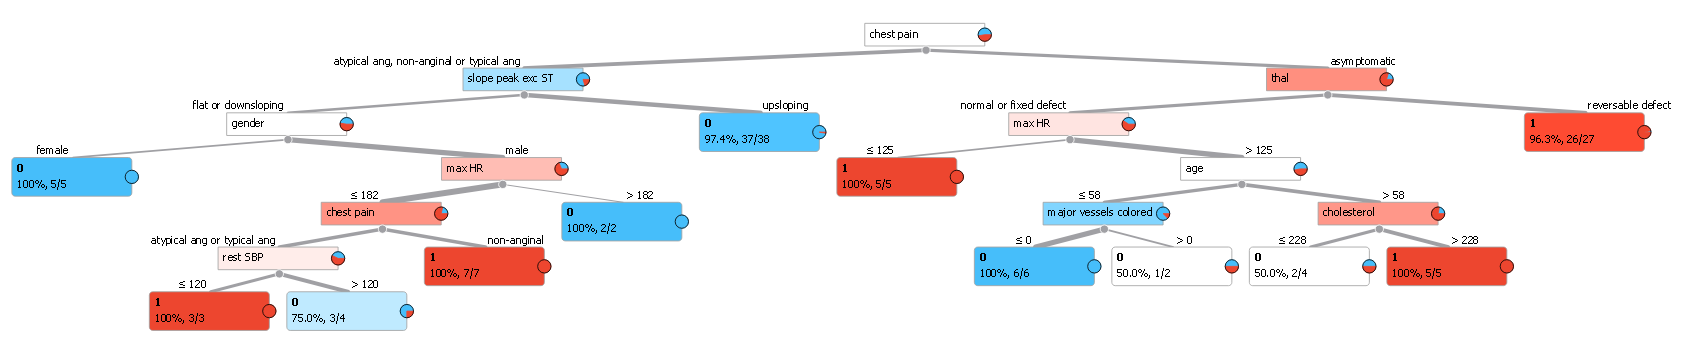 chest pain
atypical ang, non-anginal or typical ang
asymptomatic
slope peak exc ST
thal
flat or downsloping
upsloping
normal or fixed defect
reversable defect
gender
0
97.4%, 37/38
max HR
1
96.3%, 26/27
female
male
≤ 125
> 125
0
100%, 5/5
max HR
1
100%, 5/5
age
≤ 182
> 182
≤ 58
> 58
chest pain
0
100%, 2/2
major vessels colored
cholesterol
atypical ang or typical ang
non-anginal
≤ 0
> 0
≤ 228
> 228
rest SBP
1
100%, 7/7
0
100%, 6/6
0
50.0%, 1/2
0
50.0%, 2/4
1
100%, 5/5
≤ 120
> 120
1
100%, 3/3
0
75.0%, 3/4